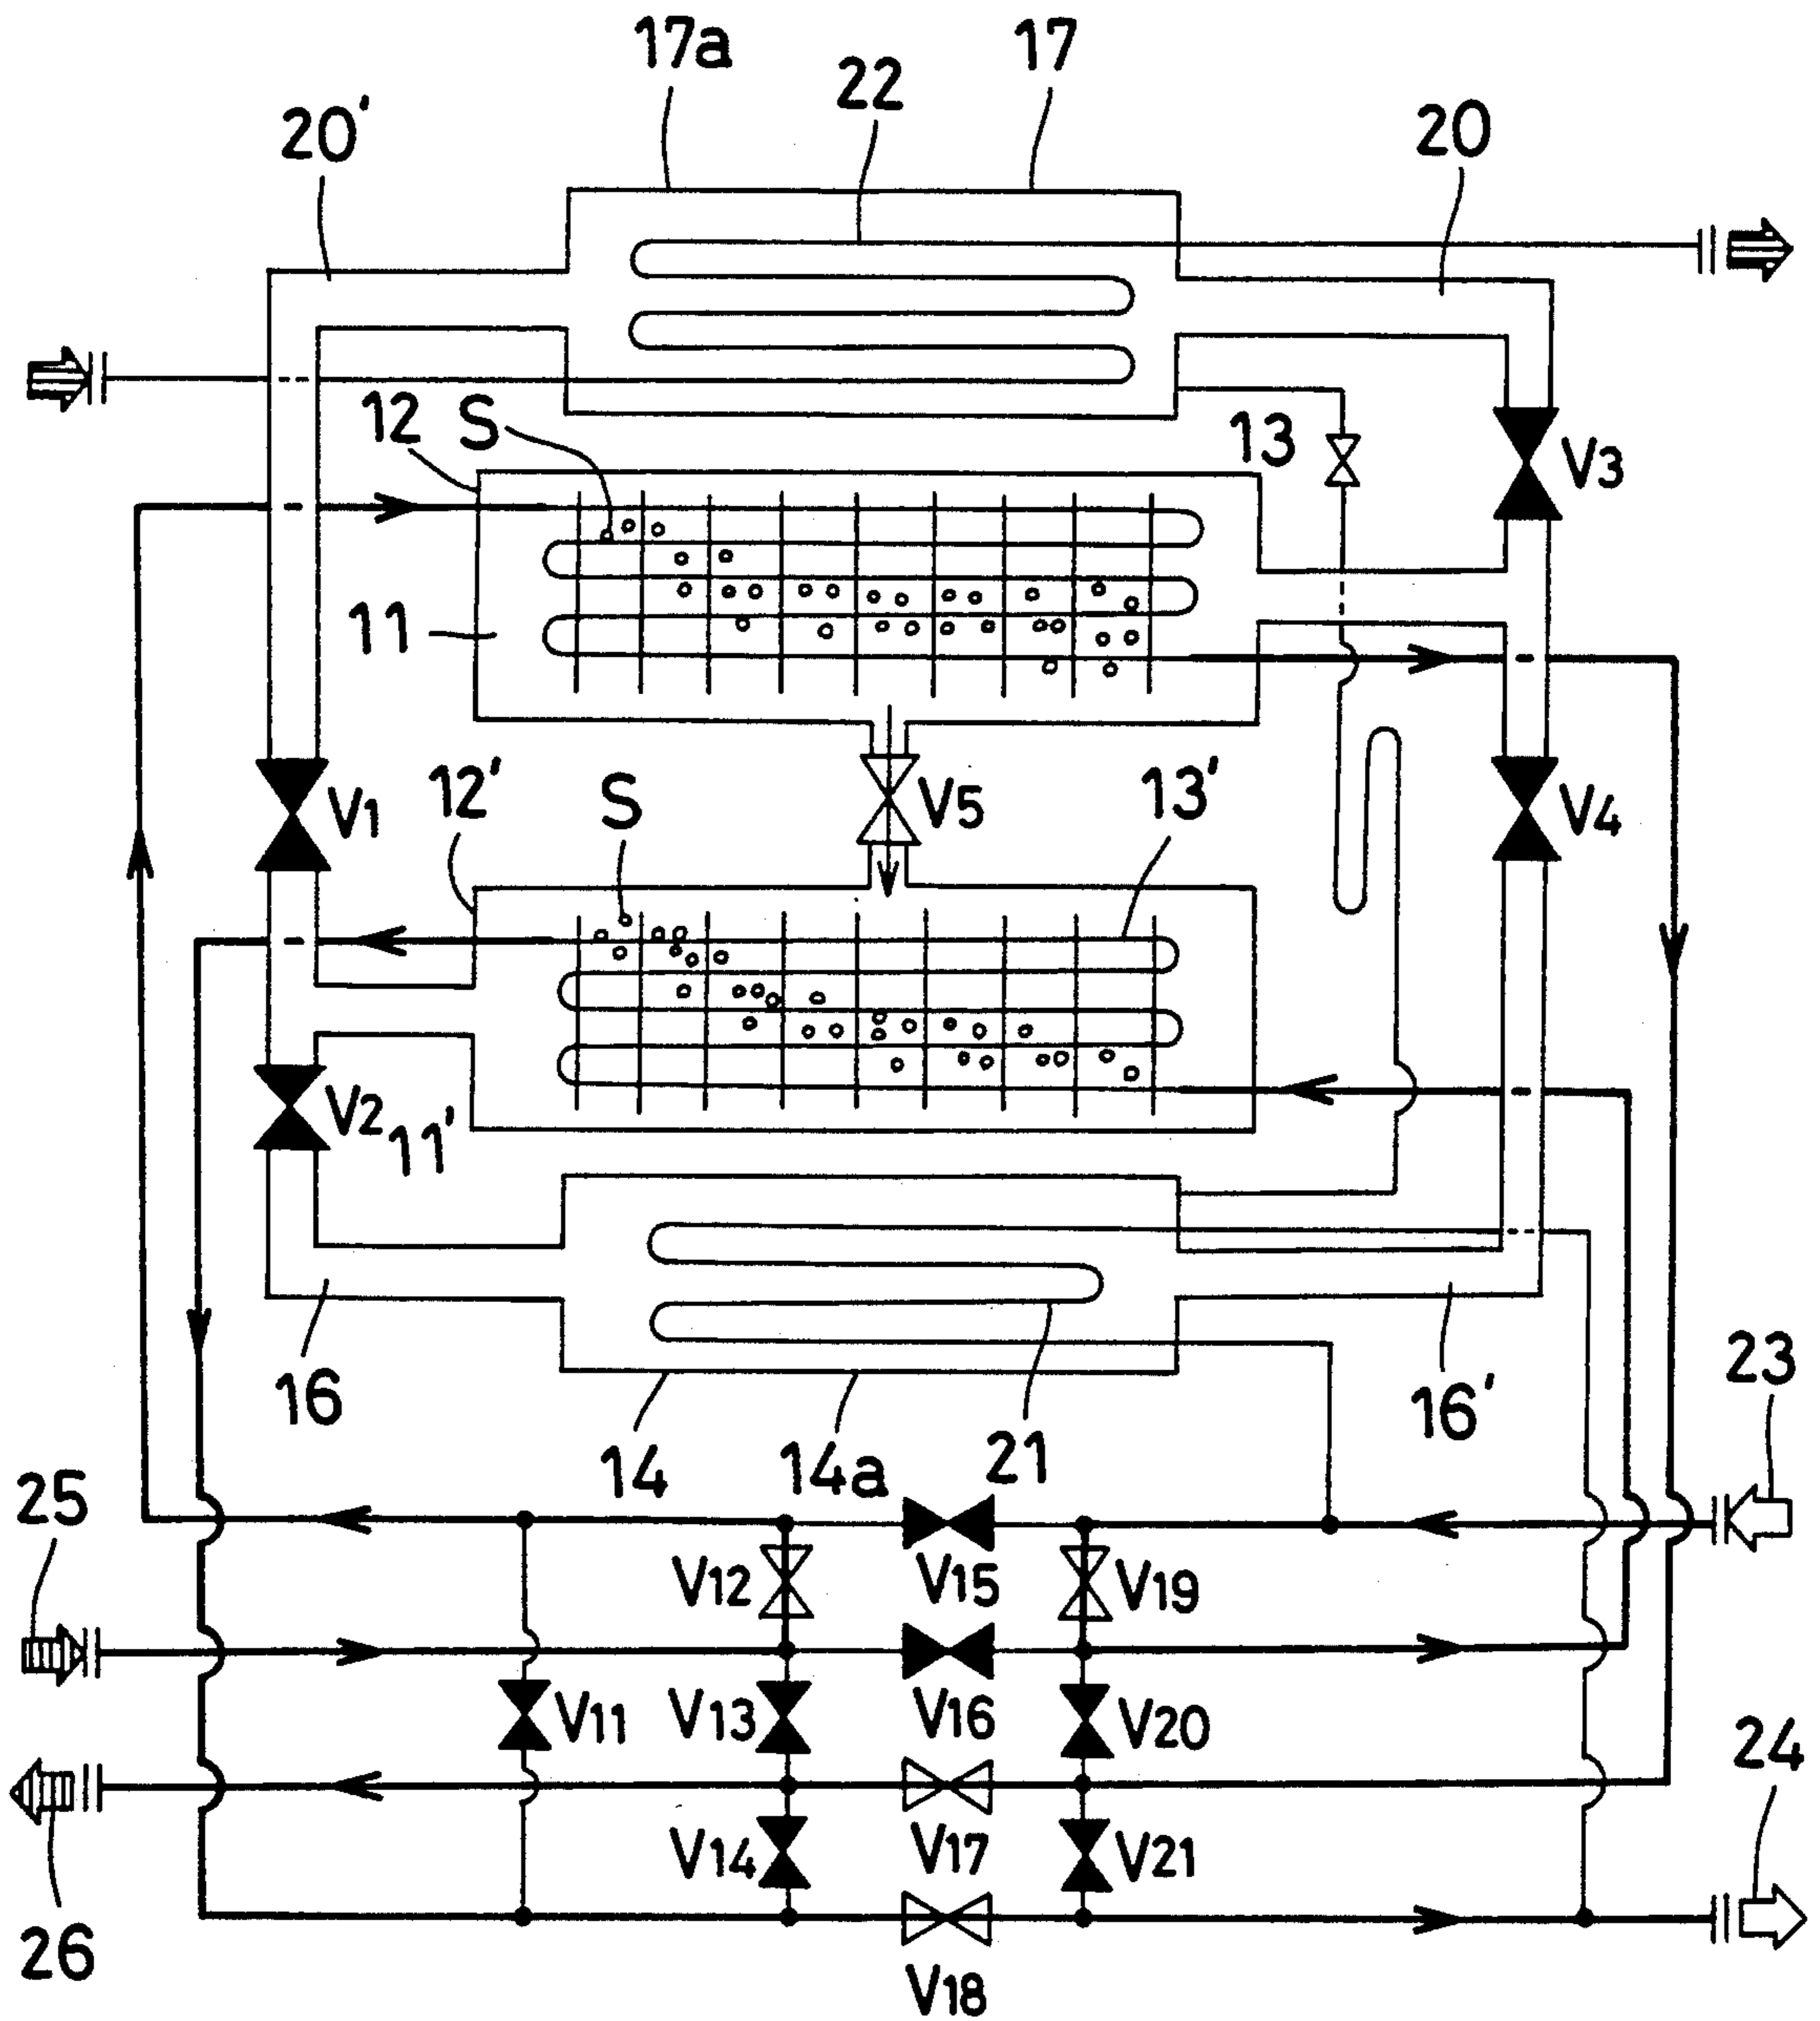 17a 17
22
20' 20
12 S 13 V3
11
12' S V5 13' V4
V1
V2 11'
16 16' 23
14 14a 21
25
V12 V15 V19
V11 V13 V16 V20
24
V14 V17 V21
26
V18